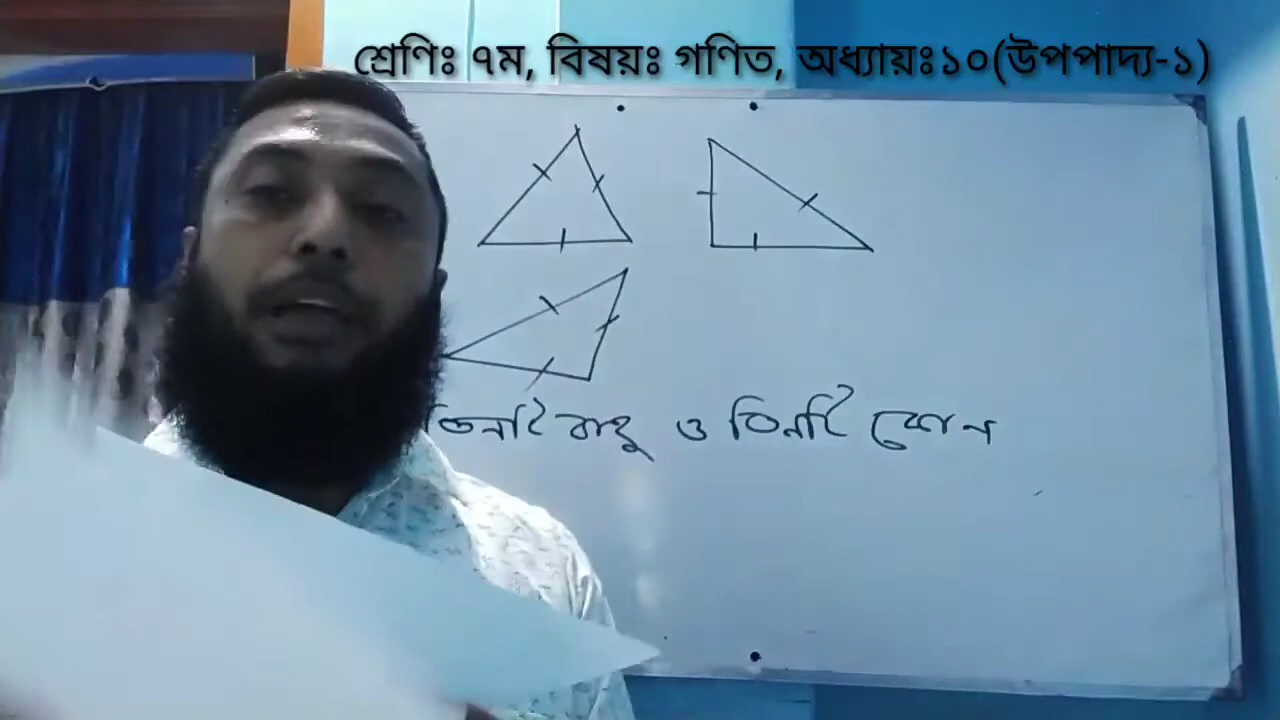 শ্রেণিঃ ৭ম, বিষয়ঃ গণিত, অধ্যায়ঃ১০(উপপাদ্য-১)
তিনটি বাহু ও তিনটি কোন